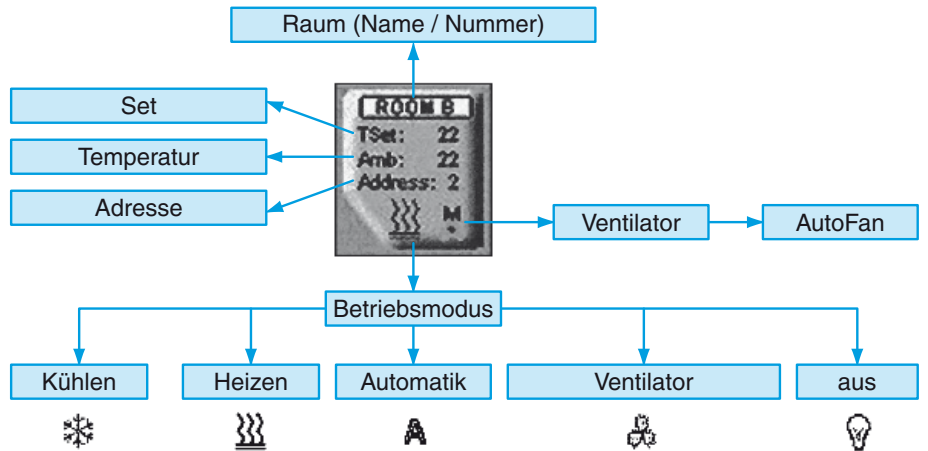 Raum (Name / Nummer)
ROOM B
Set
TSet: 22
Temperatur
Amb: 22
Adresse
Address: 2
M
Ventilator
AutoFan
Betriebsmodus
Kühlen
Heizen
Automatik
Ventilator
aus
A